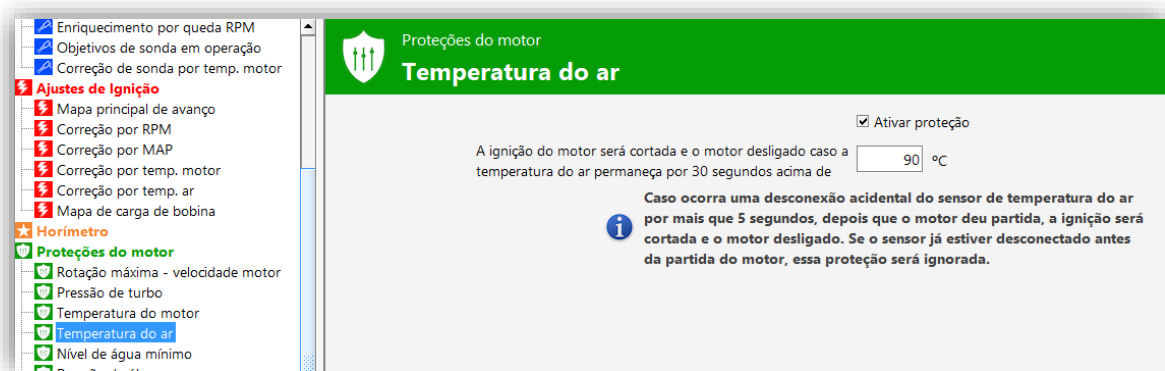 Enriquecimento por queda RPM
Objetivos de sonda em operação
Correção de sonda por temp. motor
Ajustes de Ignição
Mapa principal de avanço
Correção por RPM
Correção por MAP
Correção por temp. motor
Correção por temp. ar
Mapa de carga de bobina
Horímetro
Proteções do motor
Rotação máxima - velocidade motor
Pressão de turbo
Temperatura do motor
Temperatura do ar
Nível de água mínimo
Proteções do motor
Temperatura do ar
Ativar proteção
A ignição do motor será cortada e o motor desligado caso a
temperatura do ar permaneça por 30 segundos acima de
90 ºC
Caso ocorra uma desconexão acidental do sensor de temperatura do ar
por mais que 5 segundos, depois que o motor deu partida, a ignição será
cortada e o motor desligado. Se o sensor já estiver desconectado antes
da partida do motor, essa proteção será ignorada.